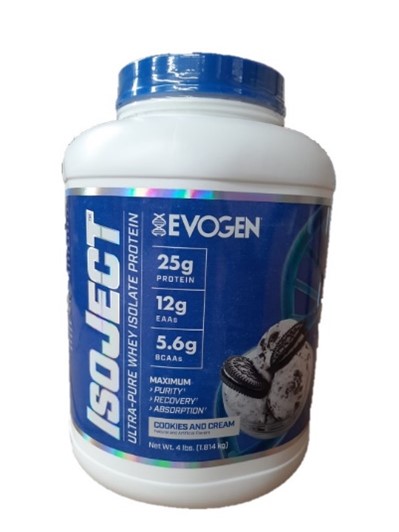 ISOJECT™
ULTRA-PURE WHEY ISOLATE PROTEIN
EVOGEN
25g
PROTEIN
12g
EAAs
5.6g
BCAAs
MAXIMUM
› PURITY†
› RECOVERY†
› ABSORPTION†
COOKIES AND CREAM
Net Wt. 4 lbs. (1.814 kg)